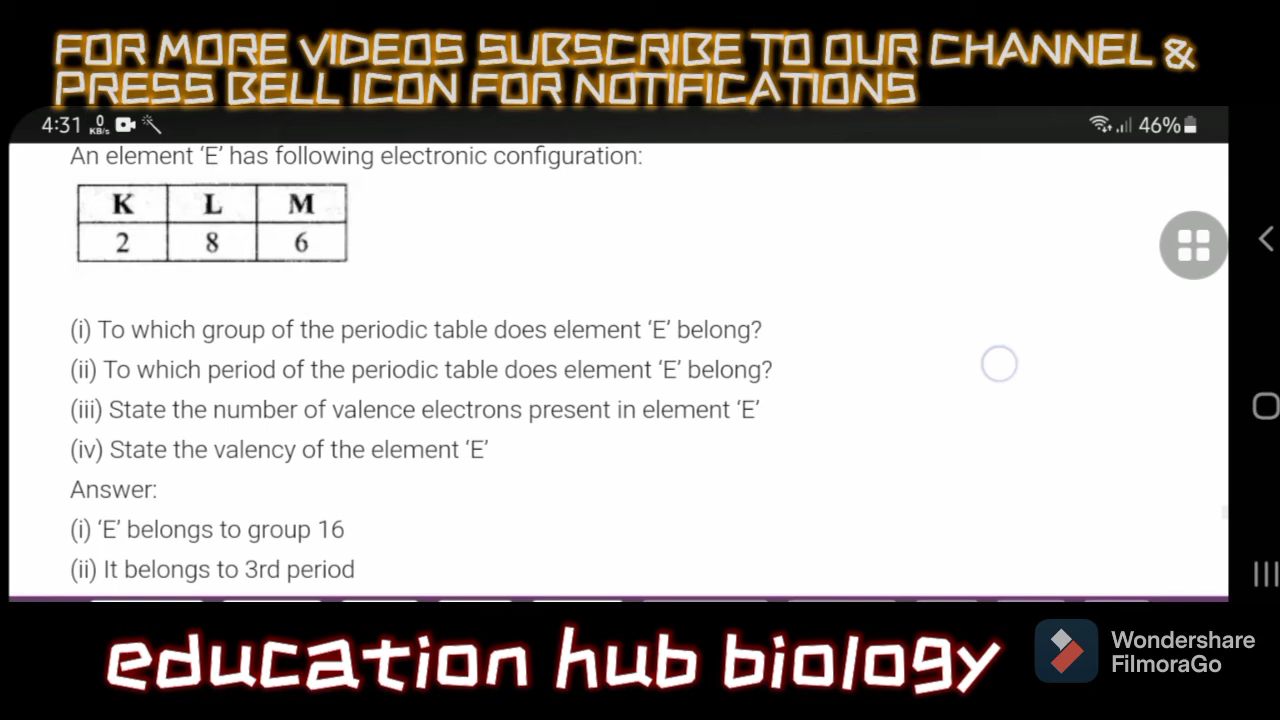 FOR MORE VIDEOS SUBSCRIBE TO OUR CHANNEL &
PRESS BELL ICON FOR NOTIFICATIONS
4:31 0 KB/s 46%
An element ‘E’ has following electronic configuration:
K L M
2 8 6
(i) To which group of the periodic table does element ‘E’ belong?
(ii) To which period of the periodic table does element ‘E’ belong?
(iii) State the number of valence electrons present in element ‘E’
(iv) State the valency of the element ‘E’
Answer:
(i) ‘E’ belongs to group 16
(ii) It belongs to 3rd period
education hub biology
Wondershare
FilmoraGo